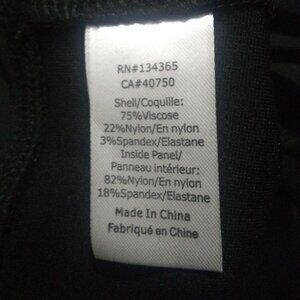 RN#134365
CA#40750
Shell/Coquille:
75%Viscose
22%Nylon/En nylon
3%Spandex/Elastane
Inside Panel/
Panneau intérieur:
82%Nylon/En nylon
18%Spandex/Elastane
Made In China
Fabriqué en Chine